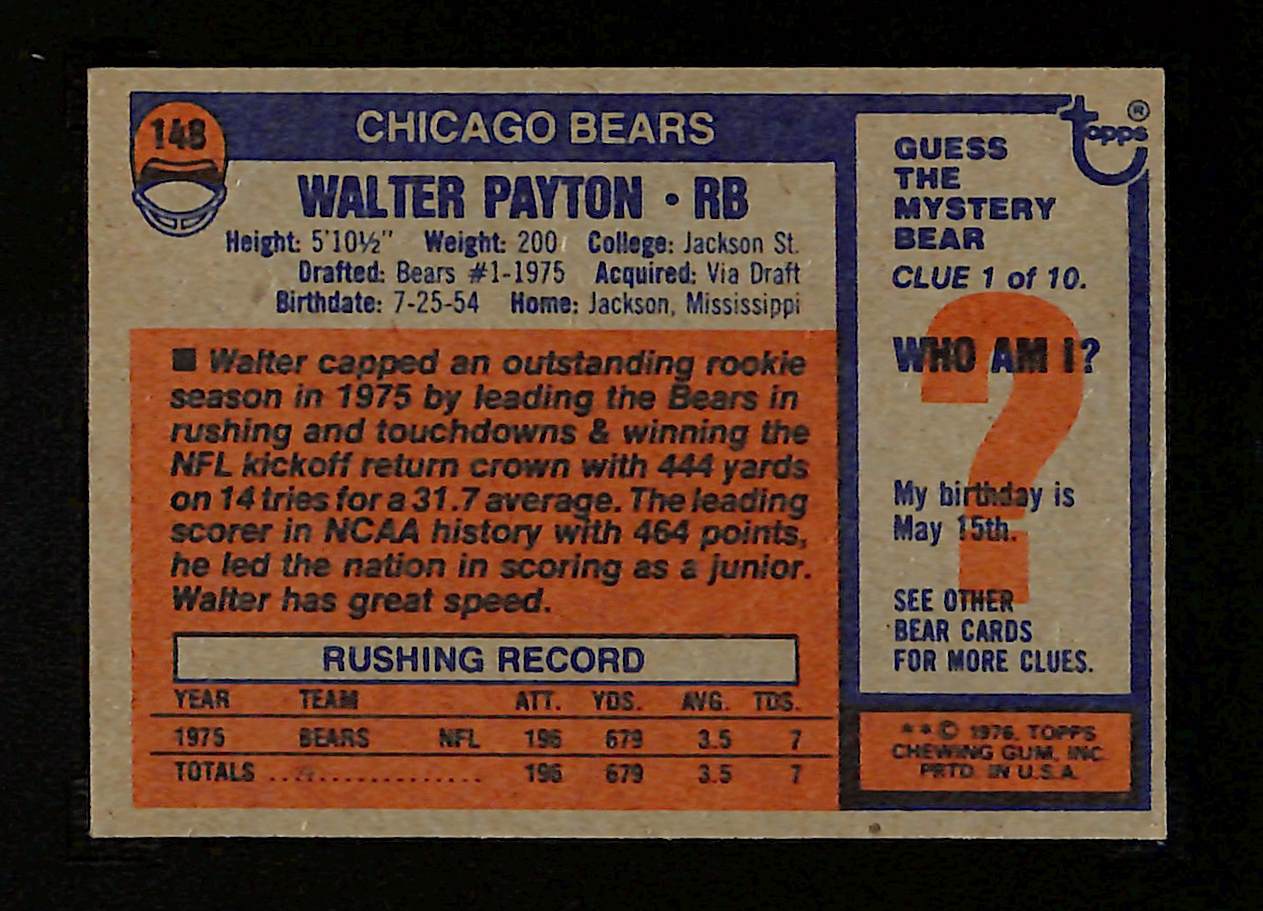 148
CHICAGO BEARS
WALTER PAYTON • RB
Height: 5'10½" Weight: 200 College: Jackson St.
Drafted: Bears #1-1975 Acquired: Via Draft
Birthdate: 7-25-54 Home: Jackson, Mississippi
■ Walter capped an outstanding rookie
season in 1975 by leading the Bears in
rushing and touchdowns & winning the
NFL kickoff return crown with 444 yards
on 14 tries for a 31.7 average. The leading
scorer in NCAA history with 464 points,
he led the nation in scoring as a junior.
Walter has great speed.
RUSHING RECORD
YEAR TEAM ATT. YDS. AVG. TDS.
1975 BEARS NFL 196 679 3.5 7
TOTALS ................... 196 679 3.5 7
topps ®
GUESS
THE
MYSTERY
BEAR
CLUE 1 of 10.
WHO AM I?
?
My birthday is
May 15th.
SEE OTHER
BEAR CARDS
FOR MORE CLUES.
**© 1976, TOPPS
CHEWING GUM, INC.
PRTD. IN U.S.A.